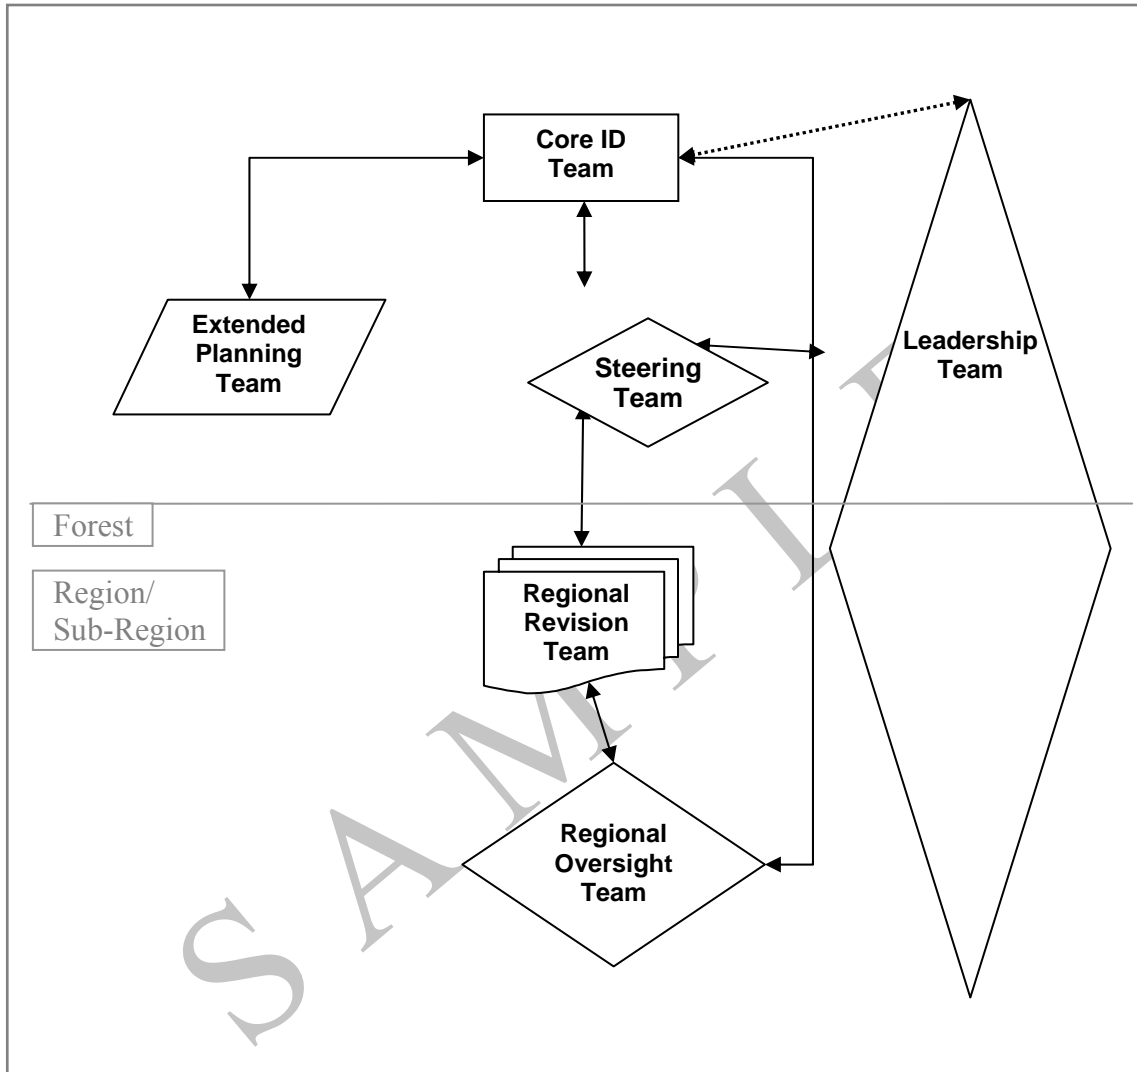 Core ID
Team
Extended
Planning
Team
Steering
Team
Leadership
Team
Forest
Region/
Sub-Region
Regional
Revision
Team
Regional
Oversight
Team
SAMPLE